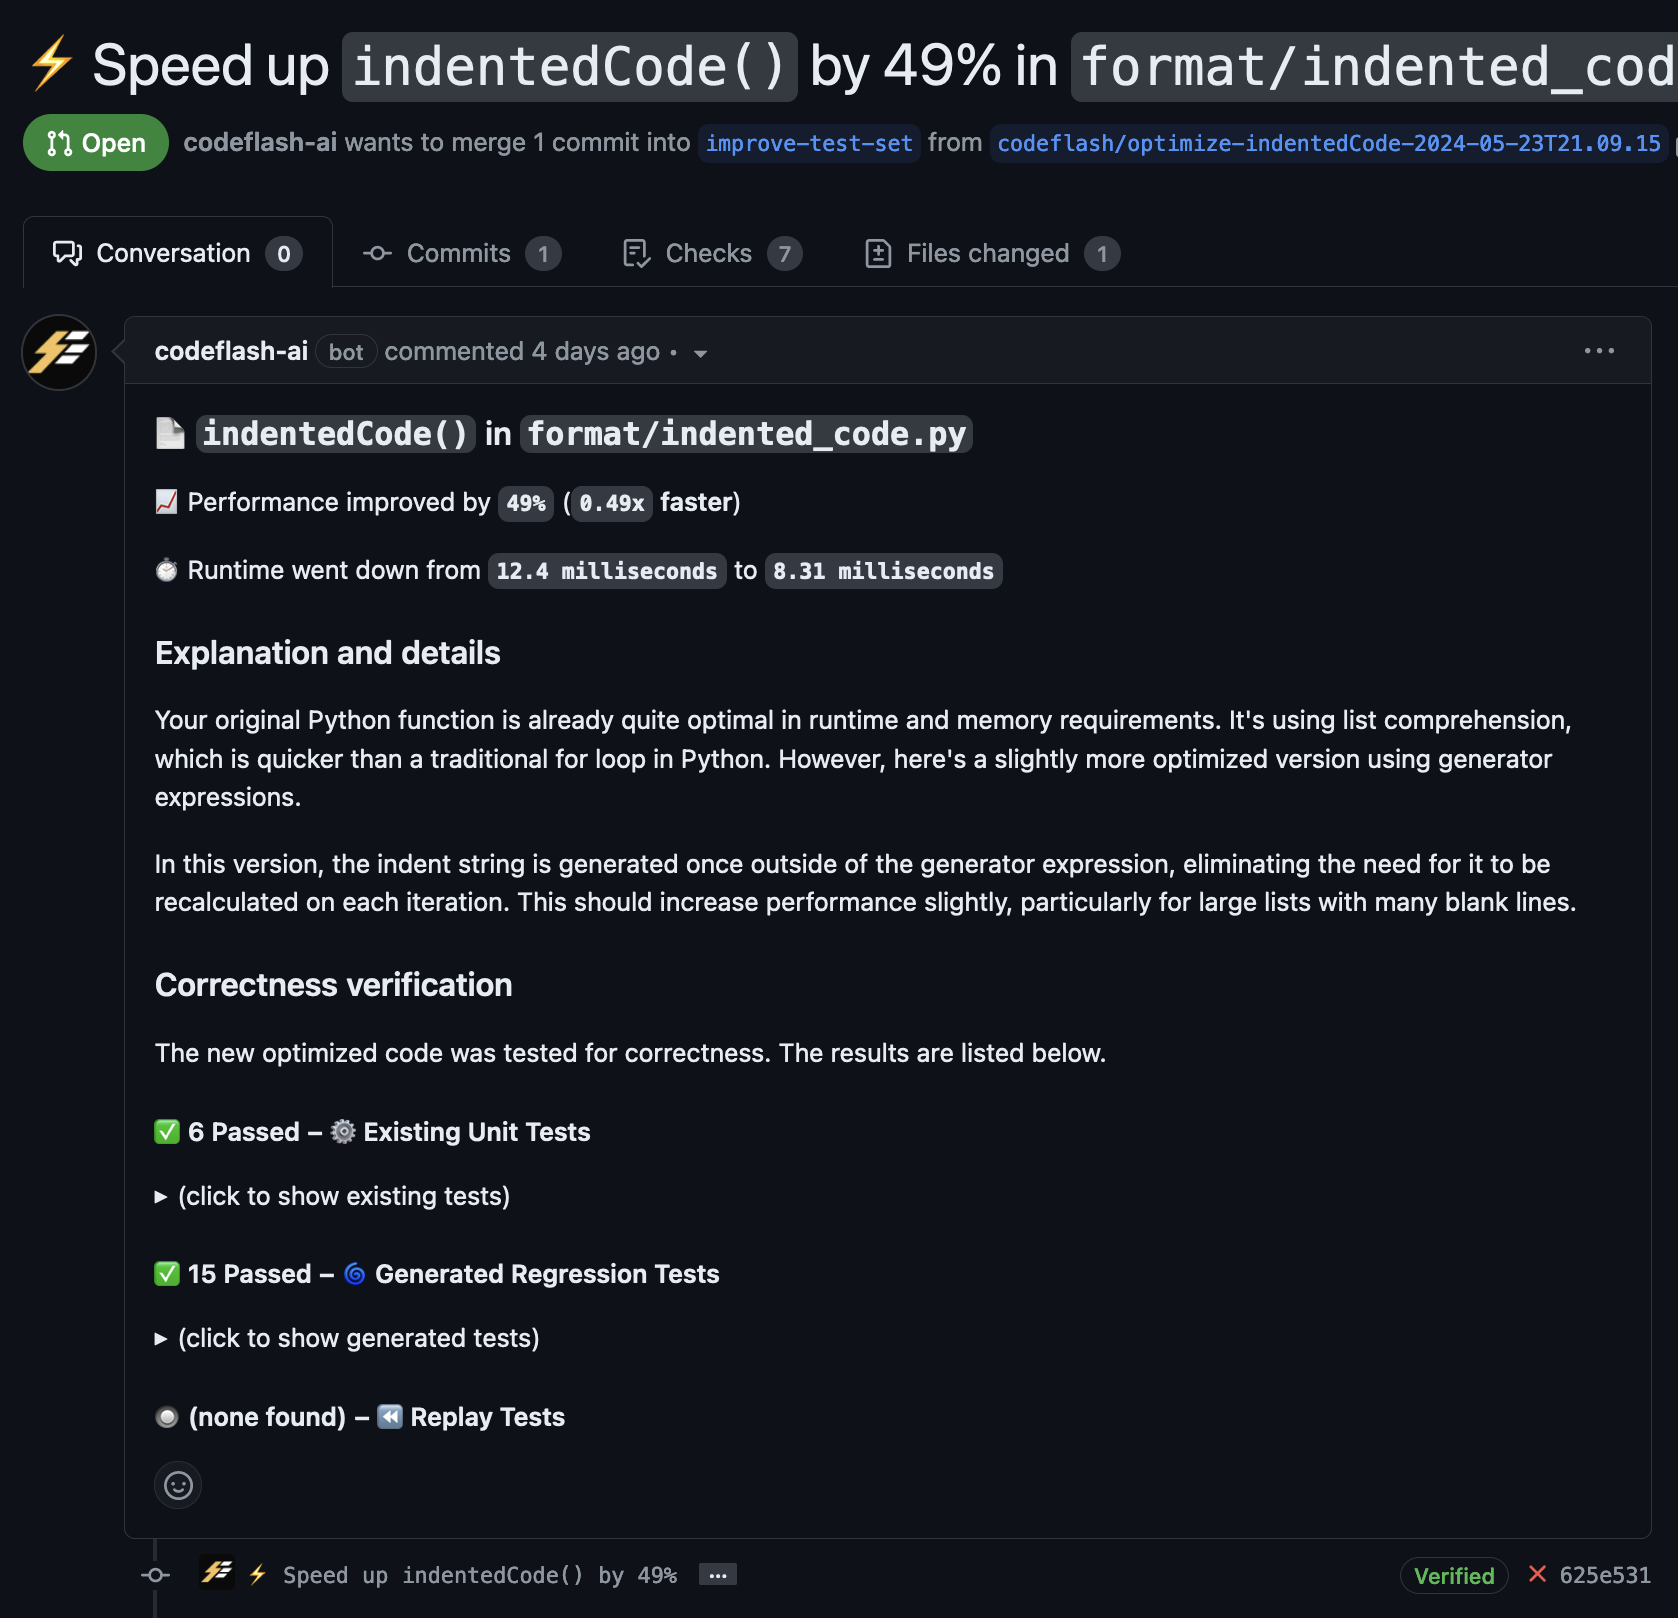 ⚡ Speed up indentedCode() by 49% in format/indented_cod
Open codeflash-ai wants to merge 1 commit into improve-test-set from codeflash/optimize-indentedCode-2024-05-23T21.09.15
Conversation 0 Commits 1 Checks 7 Files changed 1
codeflash-ai bot commented 4 days ago •
📄 indentedCode() in format/indented_code.py
📈 Performance improved by 49% (0.49x faster)
⏱️ Runtime went down from 12.4 milliseconds to 8.31 milliseconds
Explanation and details
Your original Python function is already quite optimal in runtime and memory requirements. It's using list comprehension,
which is quicker than a traditional for loop in Python. However, here's a slightly more optimized version using generator
expressions.
In this version, the indent string is generated once outside of the generator expression, eliminating the need for it to be
recalculated on each iteration. This should increase performance slightly, particularly for large lists with many blank lines.
Correctness verification
The new optimized code was tested for correctness. The results are listed below.
✅ 6 Passed – ⚙️ Existing Unit Tests
▶ (click to show existing tests)
✅ 15 Passed – 🌀 Generated Regression Tests
▶ (click to show generated tests)
🔘 (none found) – ⏪ Replay Tests
⚡ Speed up indentedCode() by 49% ... Verified ✕ 625e531